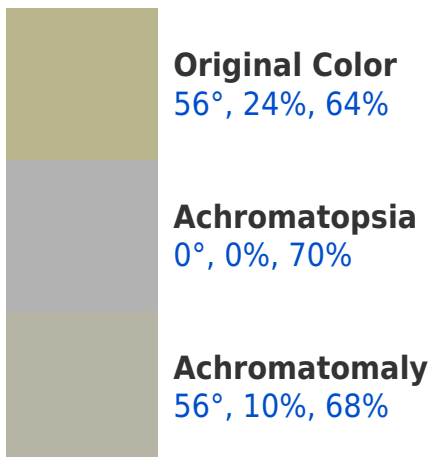 Original Color
56°, 24%, 64%
Achromatopsia
0°, 0%, 70%
Achromatomaly
56°, 10%, 68%